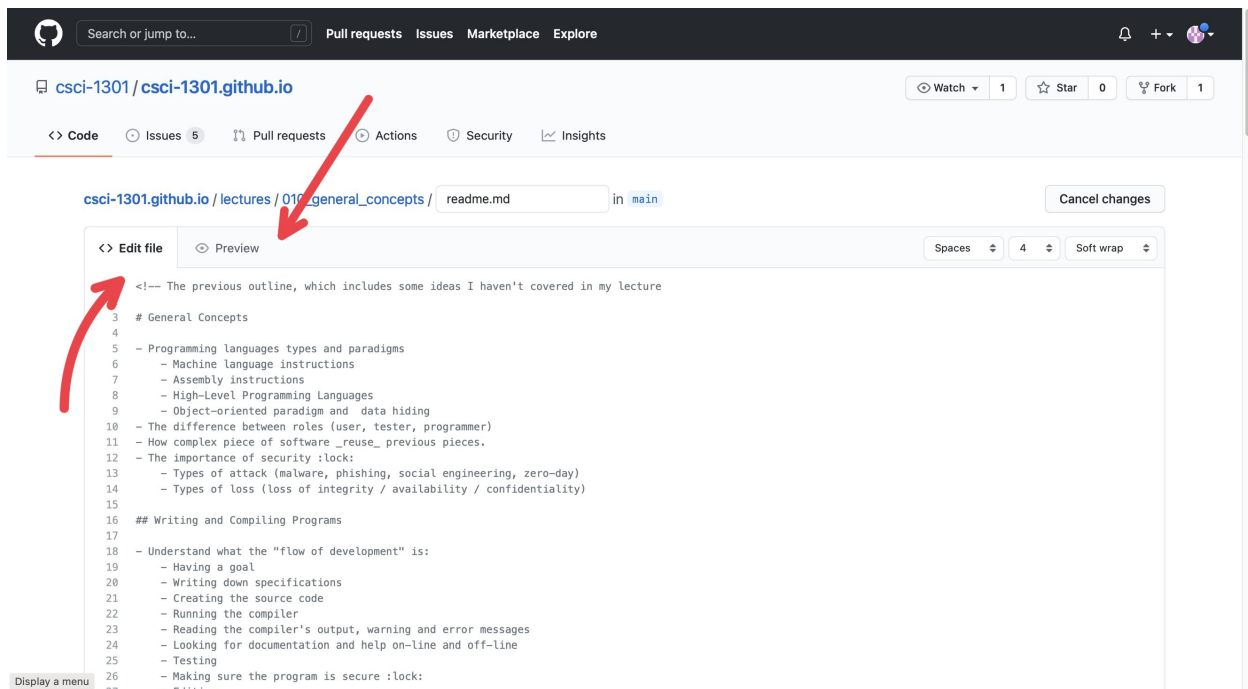 Search or jump to... / Pull requests Issues Marketplace Explore
csci-1301 / csci-1301.github.io Watch 1 Star 0 Fork 1
<> Code Issues 5 Pull requests Actions Security Insights
csci-1301.github.io / lectures / 010_general_concepts / readme.md in main Cancel changes
<> Edit file Preview Spaces 4 Soft wrap
<!-- The previous outline, which includes some ideas I haven't covered in my lecture
3 # General Concepts
4
5 - Programming languages types and paradigms
6 - Machine language instructions
7 - Assembly instructions
8 - High-Level Programming Languages
9 - Object-oriented paradigm and  data hiding
10 - The difference between roles (user, tester, programmer)
11 - How complex piece of software _reuse_ previous pieces.
12 - The importance of security :lock:
13 - Types of attack (malware, phishing, social engineering, zero-day)
14 - Types of loss (loss of integrity / availability / confidentiality)
15
16 ## Writing and Compiling Programs
17
18 - Understand what the "flow of development" is:
19 - Having a goal
20 - Writing down specifications
21 - Creating the source code
22 - Running the compiler
23 - Reading the compiler's output, warning and error messages
24 - Looking for documentation and help on-line and off-line
25 - Testing
Display a menu 26 - Making sure the program is secure :lock: